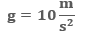 g = 10 m/s²